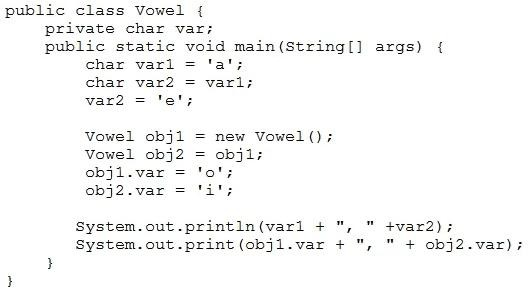 public class Vowel {
private char var;
public static void main(String[] args) {
char var1 = 'a';
char var2 = var1;
var2 = 'e';
Vowel obj1 = new Vowel();
Vowel obj2 = obj1;
obj1.var = 'o';
obj2.var = 'i';
System.out.println(var1 + ", " +var2);
System.out.print(obj1.var + ", " + obj2.var);
}
}